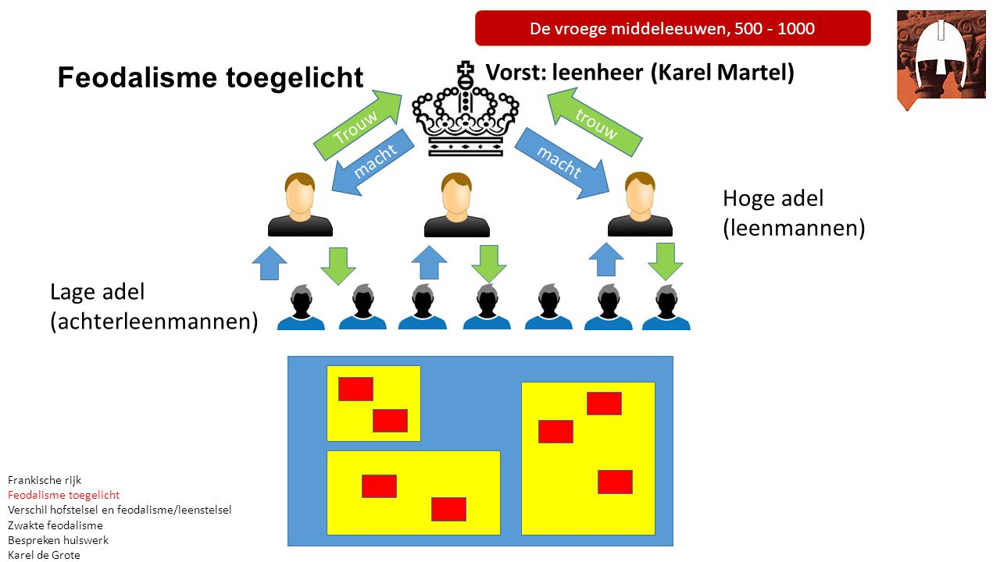 De vroege middeleeuwen, 500 - 1000
Feodalisme toegelicht
Vorst: leenheer (Karel Martel)
Trouw
trouw
macht
macht
Hoge adel
(leenmannen)
Lage adel
(achterleenmannen)
Frankische rijk
Feodalisme toegelicht
Verschil hofstelsel en feodalisme/leenstelsel
Zwakte feodalisme
Bespreken huiswerk
Karel de Grote